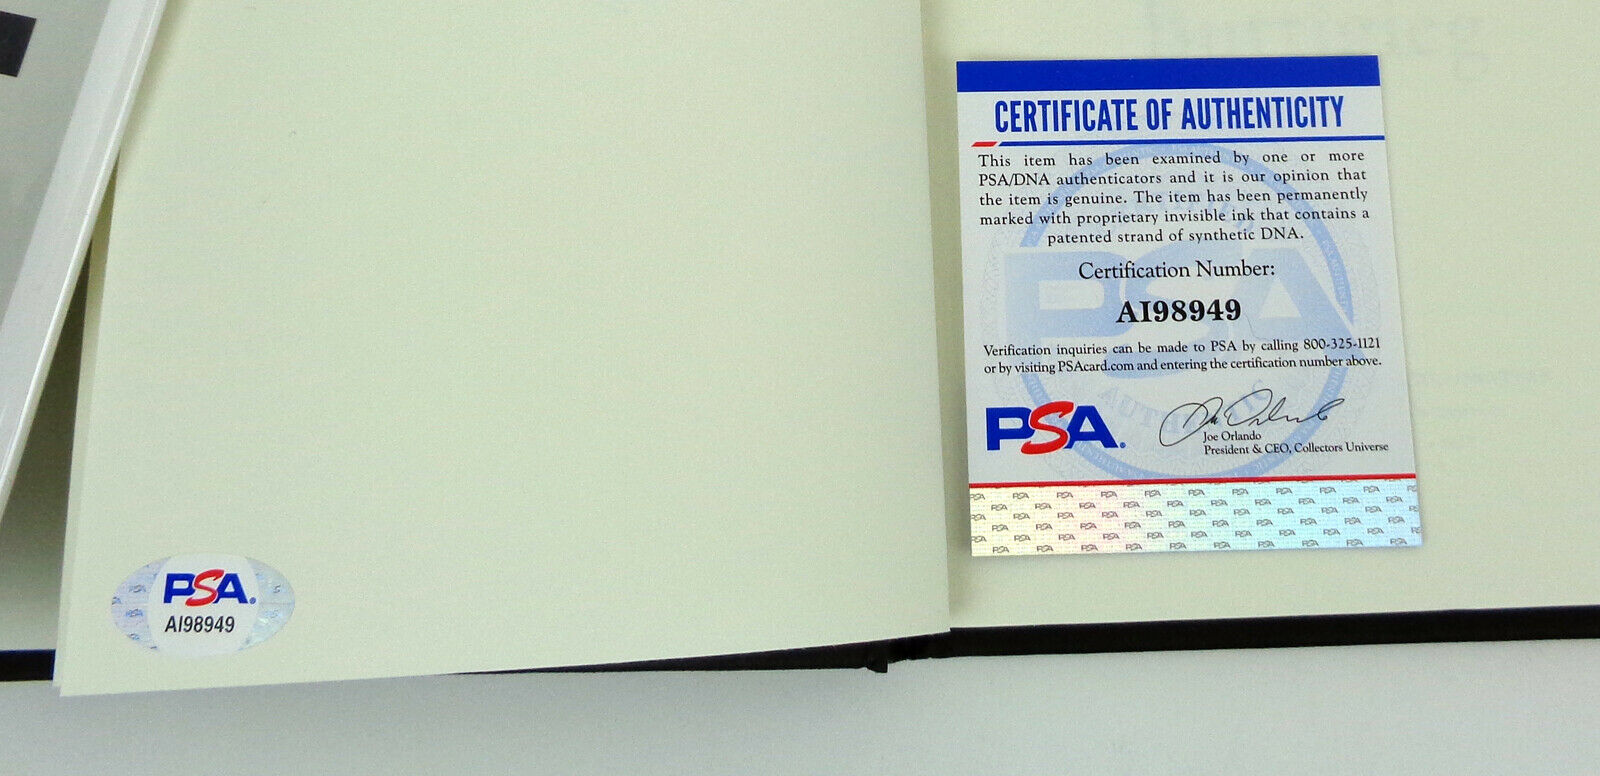 CERTIFICATE OF AUTHENTICITY
This item has been examined by one or more
PSA/DNA authenticators and it is our opinion that
the item is genuine. The item has been permanently
marked with proprietary invisible ink that contains a
patented strand of synthetic DNA.
Certification Number:
AI98949
Verification inquiries can be made to PSA by calling 800-325-1121
or by visiting PSAcard.com and entering the certification number above.
PSA.
Joe Orlando
President & CEO, Collectors Universe
PSA.
AI98949